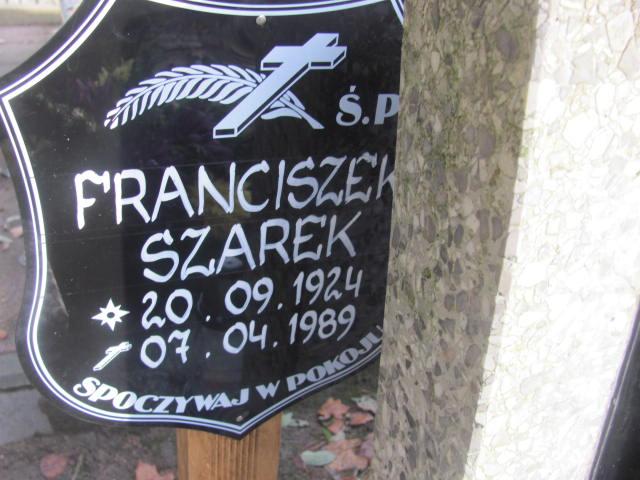 Ś.P
FRANCISZEK
SZAREK
20.09.1924
07.04.1989
SPOCZYWAJ W POKOJU